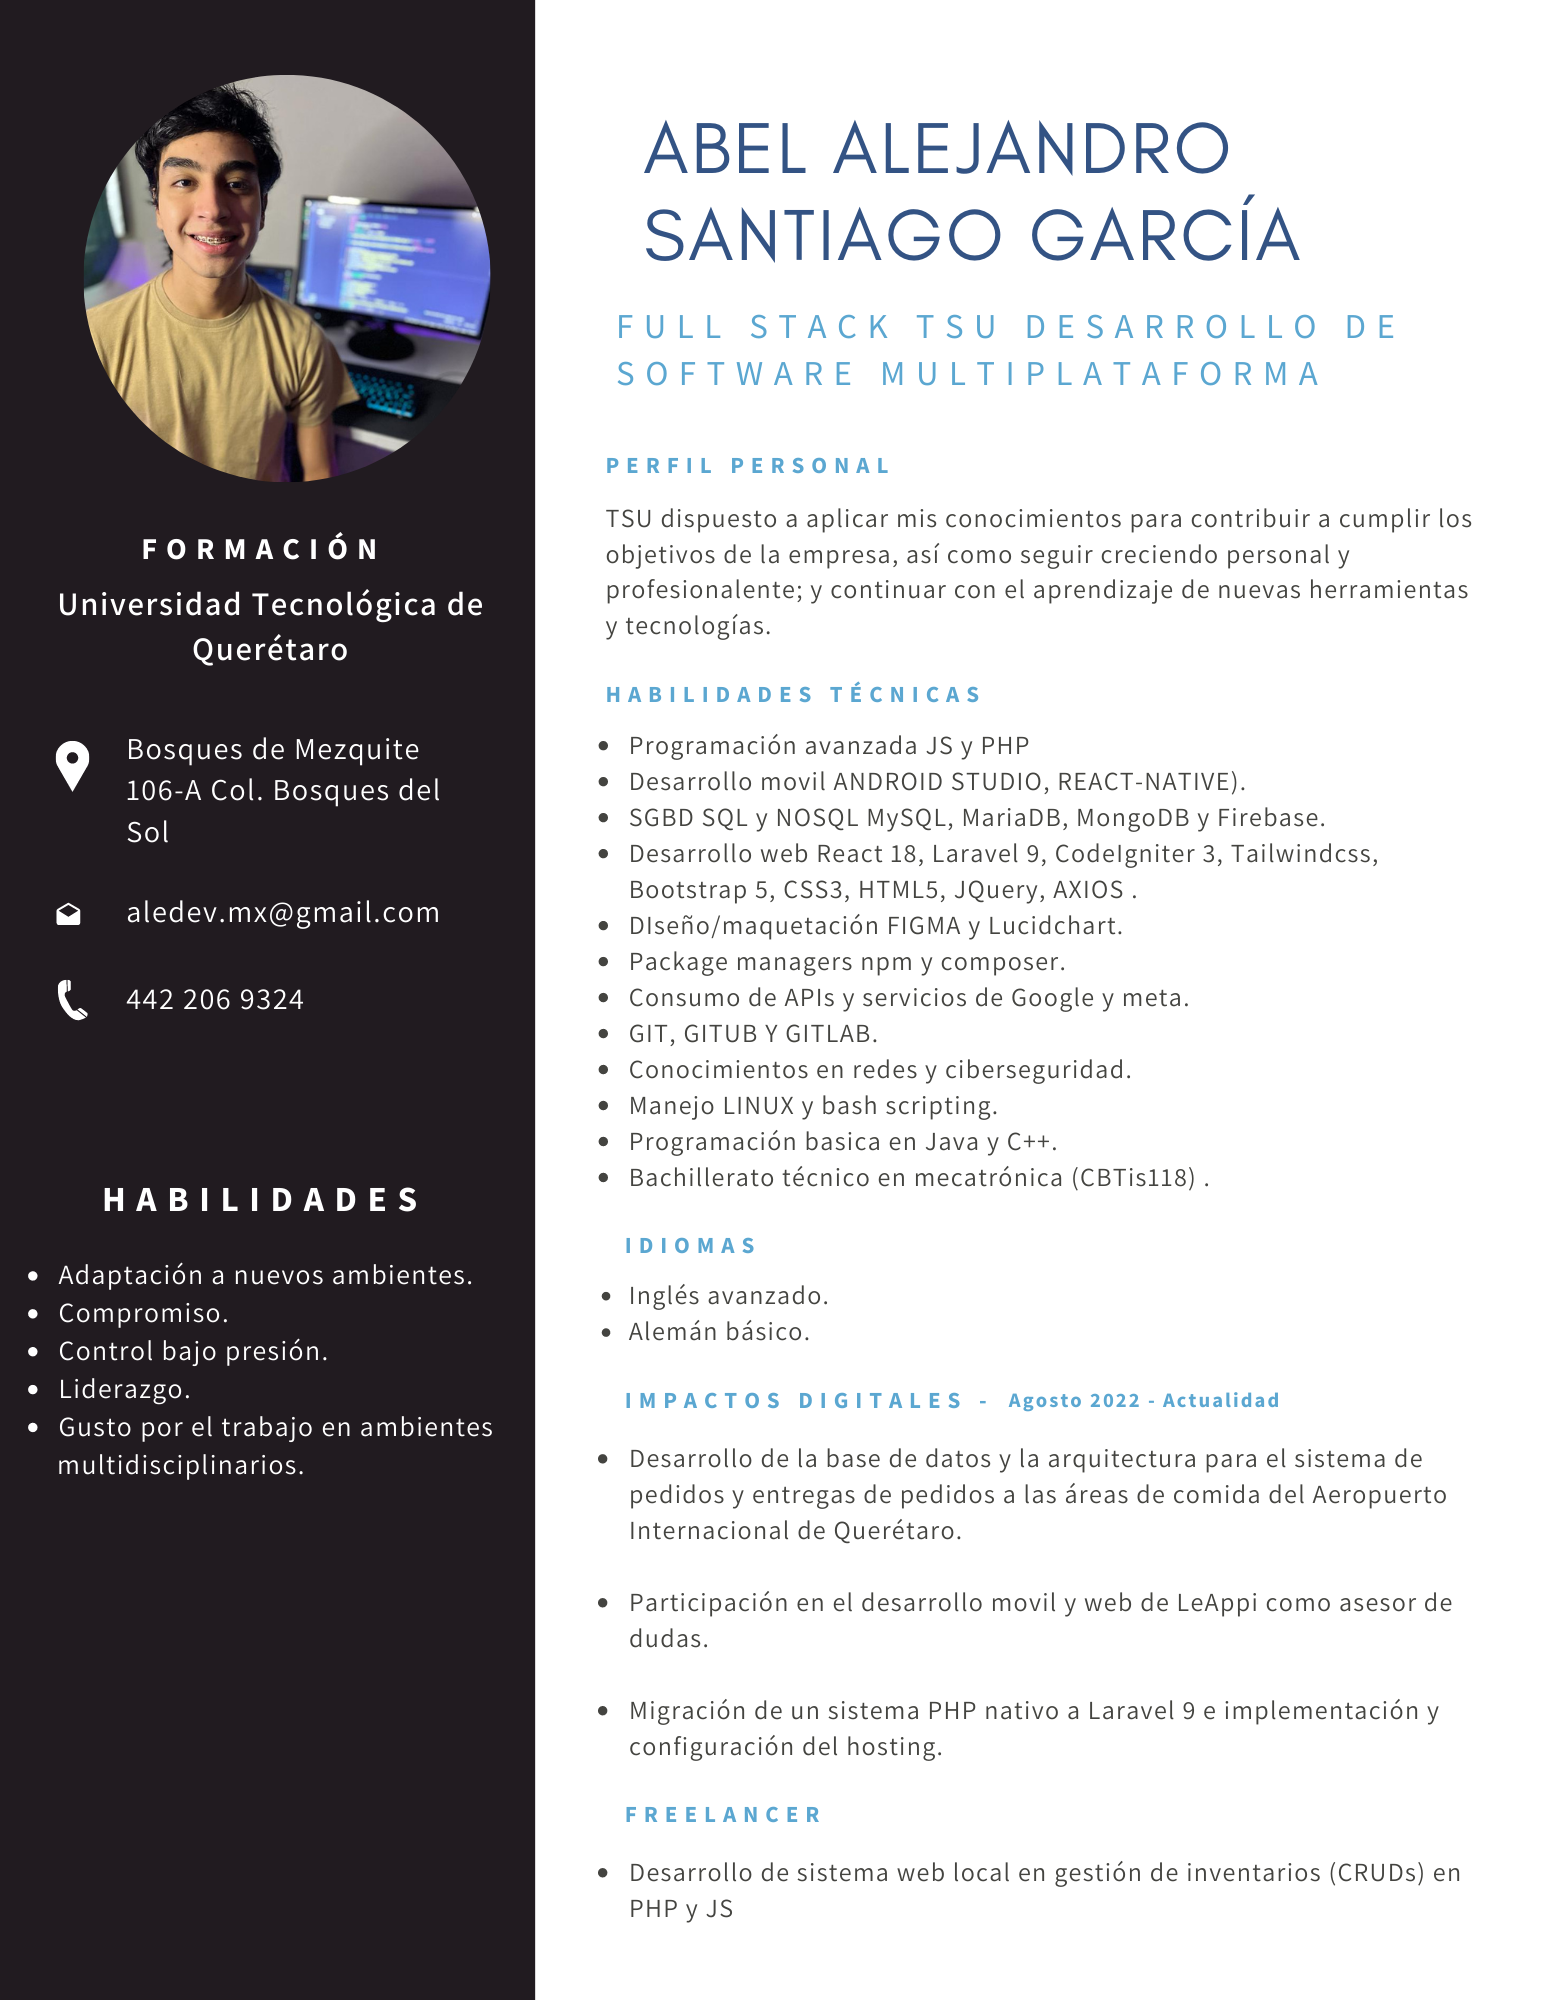 ABEL ALEJANDRO
SANTIAGO GARCÍA
FULL STACK TSU DESARROLLO DE
SOFTWARE MULTIPLATAFORMA
FORMACIÓN
Universidad Tecnológica de
Querétaro
Bosques de Mezquite
106-A Col. Bosques del
Sol
aledev.mx@gmail.com
442 206 9324
HABILIDADES
Adaptación a nuevos ambientes.
Compromiso.
Control bajo presión.
Liderazgo.
Gusto por el trabajo en ambientes
multidisciplinarios.
PERFIL PERSONAL
TSU dispuesto a aplicar mis conocimientos para contribuir a cumplir los
objetivos de la empresa, así como seguir creciendo personal y
profesionalente; y continuar con el aprendizaje de nuevas herramientas
y tecnologías.
HABILIDADES TÉCNICAS
Programación avanzada JS y PHP
Desarrollo movil ANDROID STUDIO, REACT-NATIVE).
SGBD SQL y NOSQL MySQL, MariaDB, MongoDB y Firebase.
Desarrollo web React 18, Laravel 9, CodeIgniter 3, Tailwindcss,
Bootstrap 5, CSS3, HTML5, JQuery, AXIOS .
DIseño/maquetación FIGMA y Lucidchart.
Package managers npm y composer.
Consumo de APIs y servicios de Google y meta.
GIT, GITUB Y GITLAB.
Conocimientos en redes y ciberseguridad.
Manejo LINUX y bash scripting.
Programación basica en Java y C++.
Bachillerato técnico en mecatrónica (CBTis118) .
IDIOMAS
Inglés avanzado.
Alemán básico.
IMPACTOS DIGITALES - Agosto 2022 - Actualidad
Desarrollo de la base de datos y la arquitectura para el sistema de
pedidos y entregas de pedidos a las áreas de comida del Aeropuerto
Internacional de Querétaro.
Participación en el desarrollo movil y web de LeAppi como asesor de
dudas.
Migración de un sistema PHP nativo a Laravel 9 e implementación y
configuración del hosting.
FREELANCER
Desarrollo de sistema web local en gestión de inventarios (CRUDs) en
PHP y JS